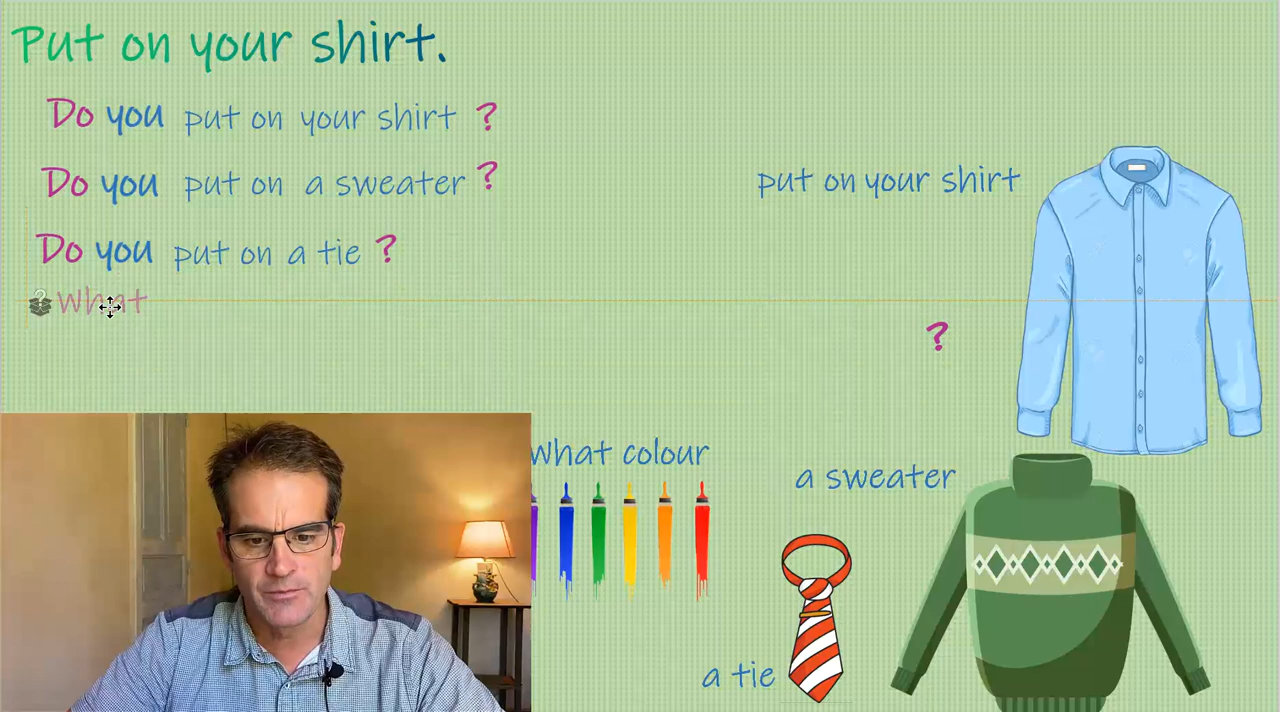 Put on your shirt.
Do you put on your shirt ?
Do you put on a sweater ?
Do you put on a tie ?
What
put on your shirt
?
What colour
a sweater
a tie